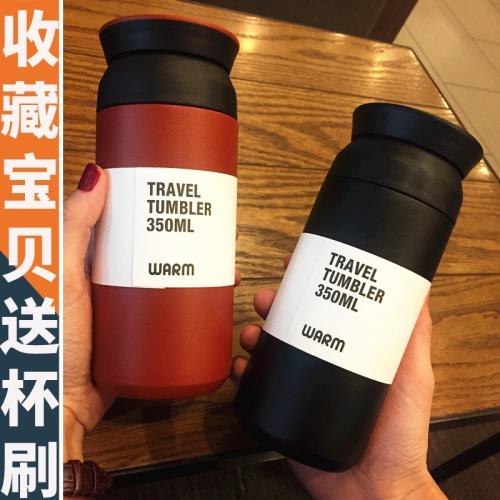 收藏宝贝送杯刷
TRAVEL
TUMBLER
350ML
WARM
TRAVEL
TUMBLER
350ML
WARM